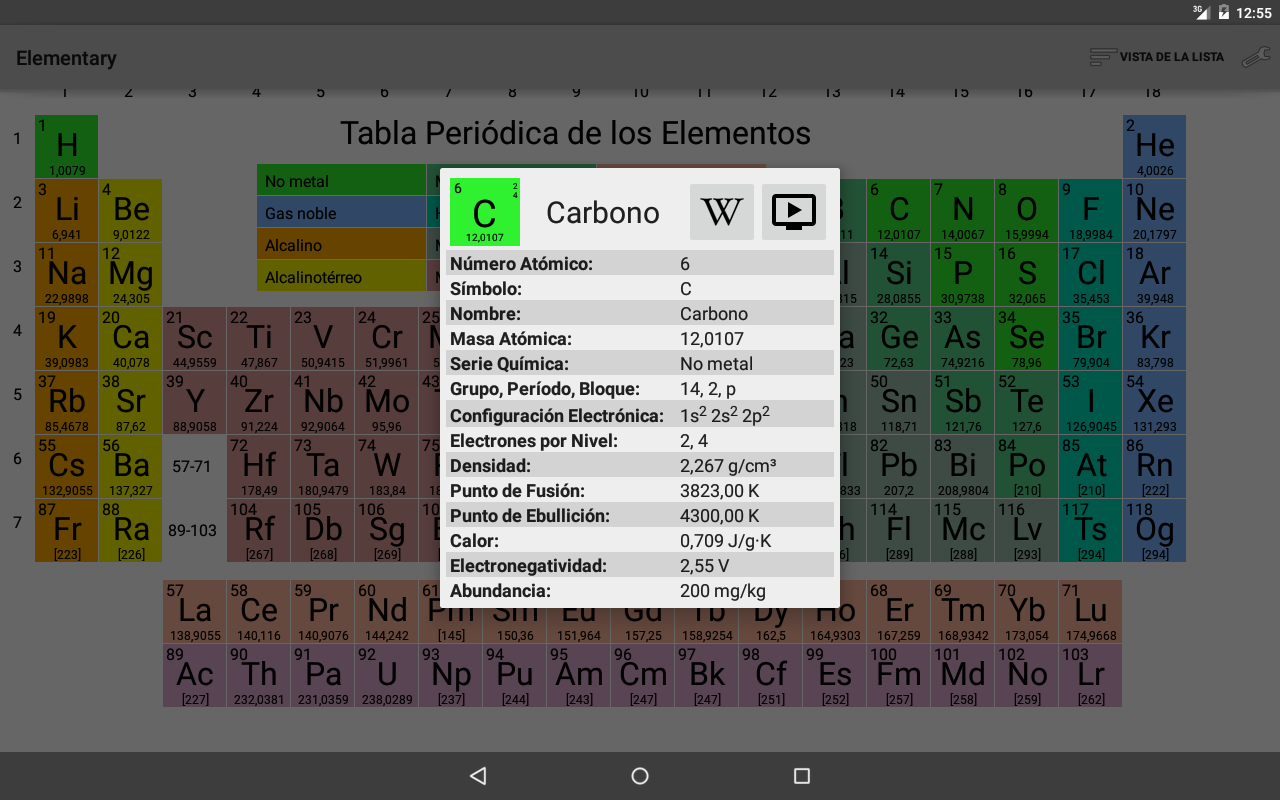 3G 12:55
Elementary VISTA DE LA LISTA
1 2 3 4 5 6 7 8 9 10 11 12 13 14 15 16 17 18
Tabla Periódica de los Elementos
1
1 H 1,0079
2 He 4,0026
No metal
Gas noble
Alcalino
Alcalinotérreo
2
3 Li 6,941
4 Be 9,0122
6 C 12,0107
7 N 14,0067
8 O 15,9994
9 F 18,9984
10 Ne 20,1797
3
11 Na 22,9898
12 Mg 24,305
14 Si 28,0855
15 P 30,9738
16 S 32,065
17 Cl 35,453
18 Ar 39,948
4
19 K 39,0983
20 Ca 40,078
21 Sc 44,9559
22 Ti 47,867
23 V 50,9415
24 Cr 51,9961
32 Ge 72,63
33 As 74,9216
34 Se 78,96
35 Br 79,904
36 Kr 83,798
5
37 Rb 85,4678
38 Sr 87,62
39 Y 88,9058
40 Zr 91,224
41 Nb 92,9064
42 Mo 95,96
43
50 Sn 118,71
51 Sb 121,76
52 Te 127,6
53 I 126,9045
54 Xe 131,293
6
55 Cs 132,9055
56 Ba 137,327
57-71
72 Hf 178,49
73 Ta 180,9479
74 W 183,84
82 Pb 207,2
83 Bi 208,9804
84 Po [210]
85 At [210]
86 Rn [222]
7
87 Fr [223]
88 Ra [226]
89-103
104 Rf [267]
105 Db [268]
106 Sg [269]
114 Fl [289]
115 Mc [288]
116 Lv [293]
117 Ts [294]
118 Og [294]
6 2 4 C 12,0107
Carbono W
Número Atómico: 6
Símbolo: C
Nombre: Carbono
Masa Atómica: 12,0107
Serie Química: No metal
Grupo, Período, Bloque: 14, 2, p
Configuración Electrónica: 1s² 2s² 2p²
Electrones por Nivel: 2, 4
Densidad: 2,267 g/cm³
Punto de Fusión: 3823,00 K
Punto de Ebullición: 4300,00 K
Calor: 0,709 J/g·K
Electronegatividad: 2,55 V
Abundancia: 200 mg/kg
57 La 138,9055
58 Ce 140,116
59 Pr 140,9076
60 Nd 144,242
61 Pm [145]
Sm 150,36
Eu 151,964
Gd 157,25
Tb 158,9254
Dy 162,5
Ho 164,9303
68 Er 167,259
69 Tm 168,9342
70 Yb 173,054
71 Lu 174,9668
89 Ac [227]
90 Th 232,0381
91 Pa 231,0359
92 U 238,0289
93 Np [237]
94 Pu [244]
95 Am [243]
96 Cm [247]
97 Bk [247]
98 Cf [251]
99 Es [252]
100 Fm [257]
101 Md [258]
102 No [259]
103 Lr [262]